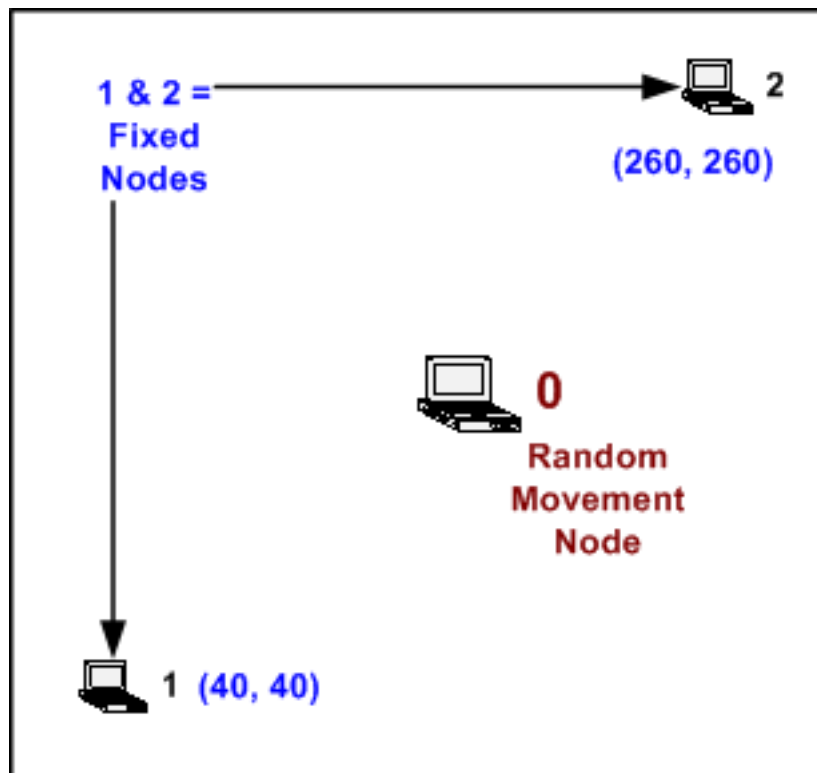 1 & 2 =
Fixed
Nodes
2
(260, 260)
0
Random
Movement
Node
1 (40, 40)